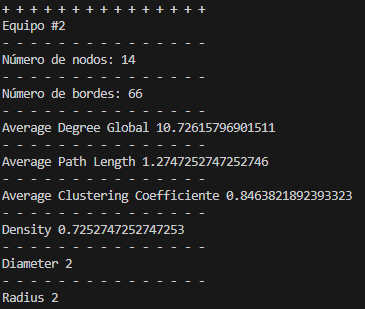 + + + + + + + + + + + + + + +
Equipo #2
- - - - - - - - - - - - - - -
Número de nodos: 14
- - - - - - - - - - - - - - -
Número de bordes: 66
- - - - - - - - - - - - - - -
Average Degree Global 10.72615796901511
- - - - - - - - - - - - - - -
Average Path Length 1.2747252747252746
- - - - - - - - - - - - - - -
Average Clustering Coefficiente 0.8463821892393323
- - - - - - - - - - - - - - -
Density 0.7252747252747253
- - - - - - - - - - - - - - -
Diameter 2
- - - - - - - - - - - - - - -
Radius 2